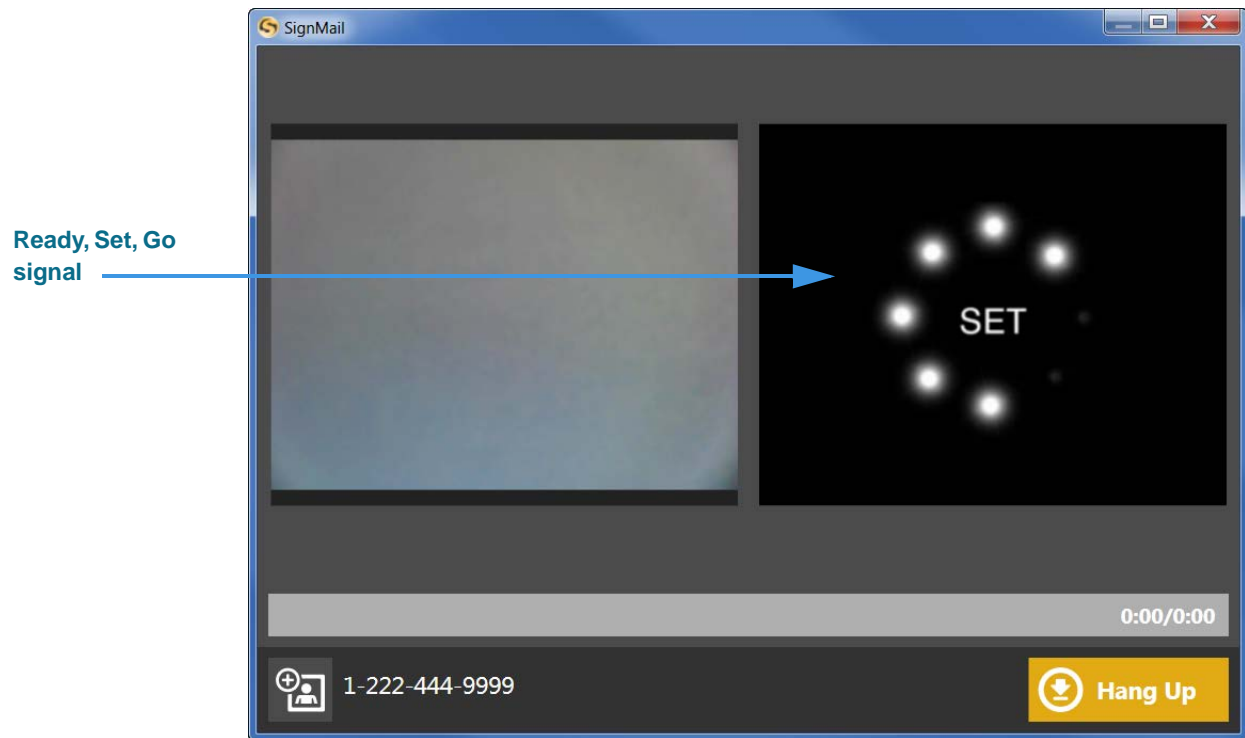 SignMail
Ready, Set, Go
signal
SET
0:00/0:00
1-222-444-9999
Hang Up